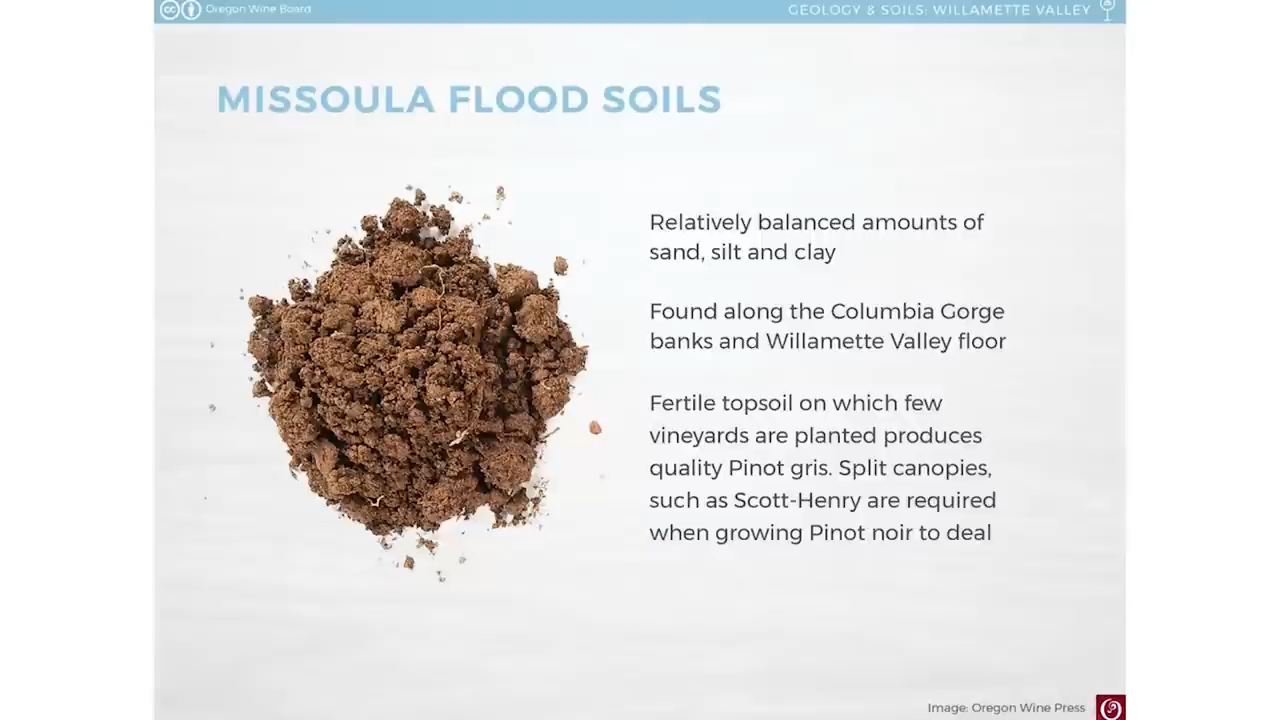 Oregon Wine Board
GEOLOGY & SOILS: WILLAMETTE VALLEY
MISSOULA FLOOD SOILS
Relatively balanced amounts of
sand, silt and clay
Found along the Columbia Gorge
banks and Willamette Valley floor
Fertile topsoil on which few
vineyards are planted produces
quality Pinot gris. Split canopies,
such as Scott-Henry are required
when growing Pinot noir to deal
Image: Oregon Wine Press